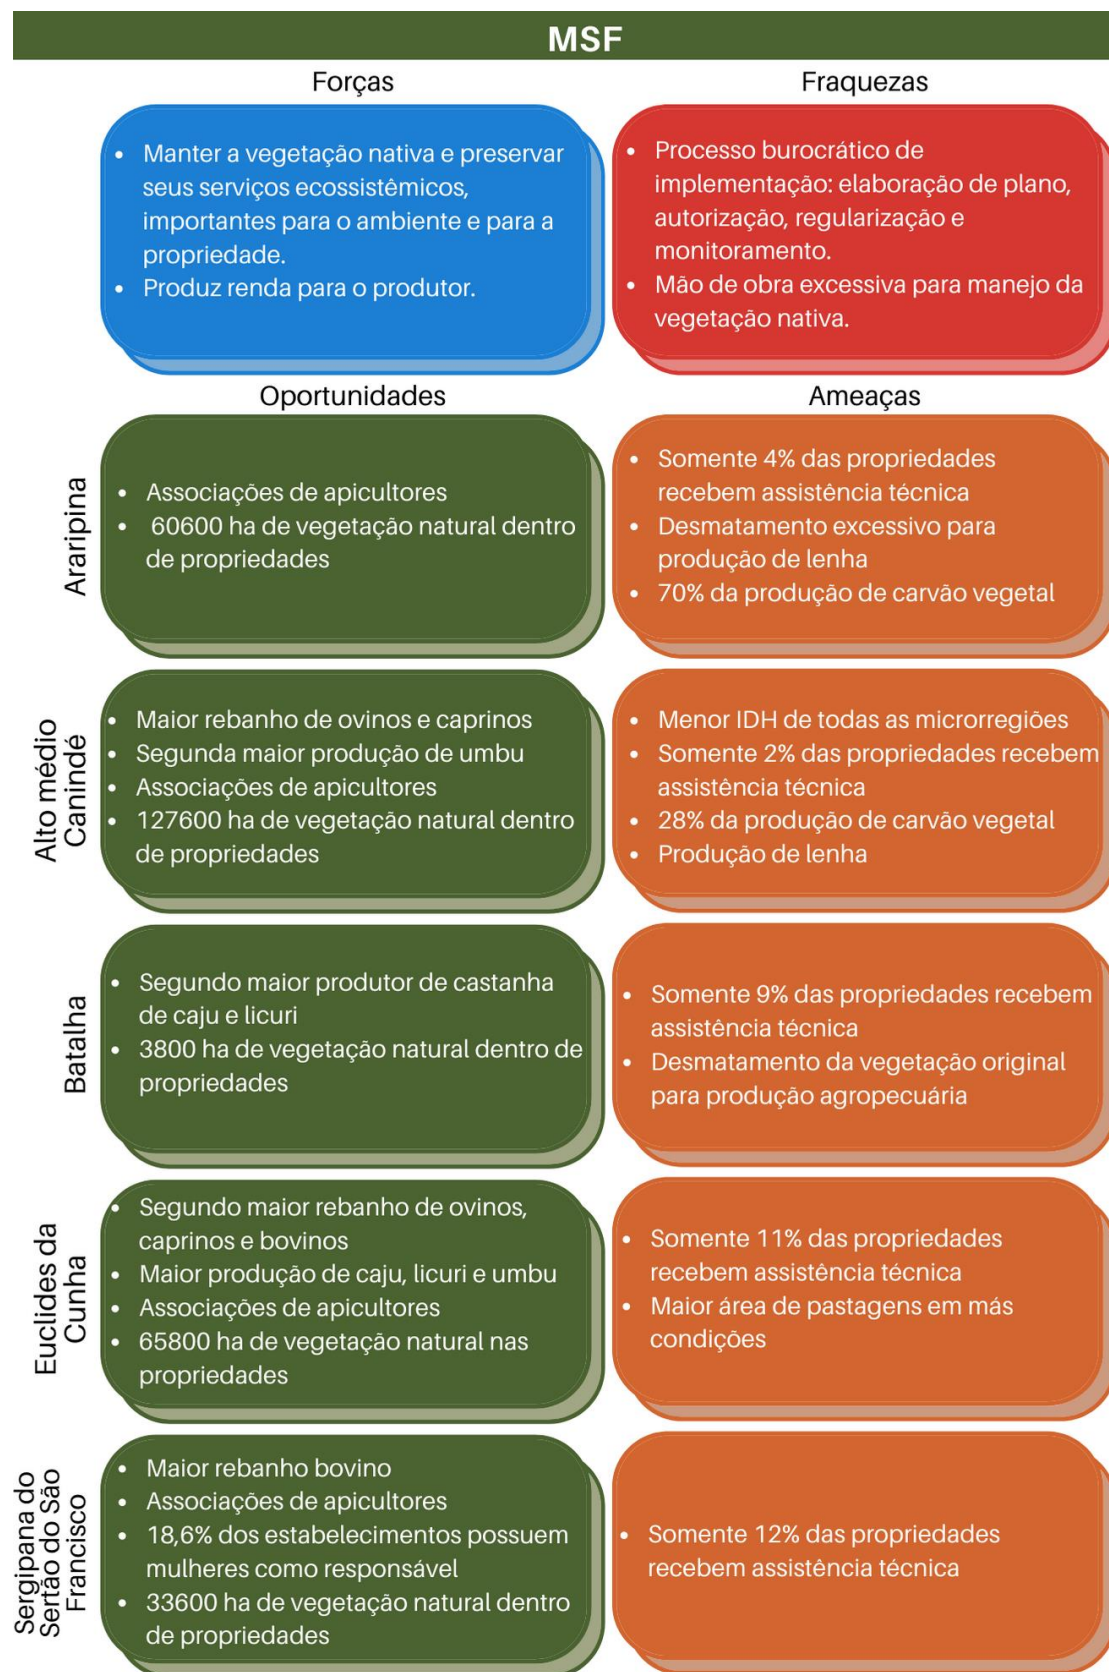 MSF
Forças
Fraquezas
• Manter a vegetação nativa e preservar
seus serviços ecossistêmicos,
importantes para o ambiente e para a
propriedade.
• Produz renda para o produtor.
• Processo burocrático de
implementação: elaboração de plano,
autorização, regularização e
monitoramento.
• Mão de obra excessiva para manejo da
vegetação nativa.
Oportunidades
Ameaças
Araripina
• Associações de apicultores
• 60600 ha de vegetação natural dentro
de propriedades
• Somente 4% das propriedades
recebem assistência técnica
• Desmatamento excessivo para
produção de lenha
• 70% da produção de carvão vegetal
Alto médio
Canindé
• Maior rebanho de ovinos e caprinos
• Segunda maior produção de umbu
• Associações de apicultores
• 127600 ha de vegetação natural dentro
de propriedades
• Menor IDH de todas as microrregiões
• Somente 2% das propriedades recebem
assistência técnica
• 28% da produção de carvão vegetal
• Produção de lenha
Batalha
• Segundo maior produtor de castanha
de caju e licuri
• 3800 ha de vegetação natural dentro de
propriedades
• Somente 9% das propriedades recebem
assistência técnica
• Desmatamento da vegetação original
para produção agropecuária
Euclides da
Cunha
• Segundo maior rebanho de ovinos,
caprinos e bovinos
• Maior produção de caju, licuri e umbu
• Associações de apicultores
• 65800 ha de vegetação natural nas
propriedades
• Somente 11% das propriedades
recebem assistência técnica
• Maior área de pastagens em más
condições
Sergipana do
Sertão do São
Francisco
• Maior rebanho bovino
• Associações de apicultores
• 18,6% dos estabelecimentos possuem
mulheres como responsável
• 33600 ha de vegetação natural dentro
de propriedades
• Somente 12% das propriedades
recebem assistência técnica